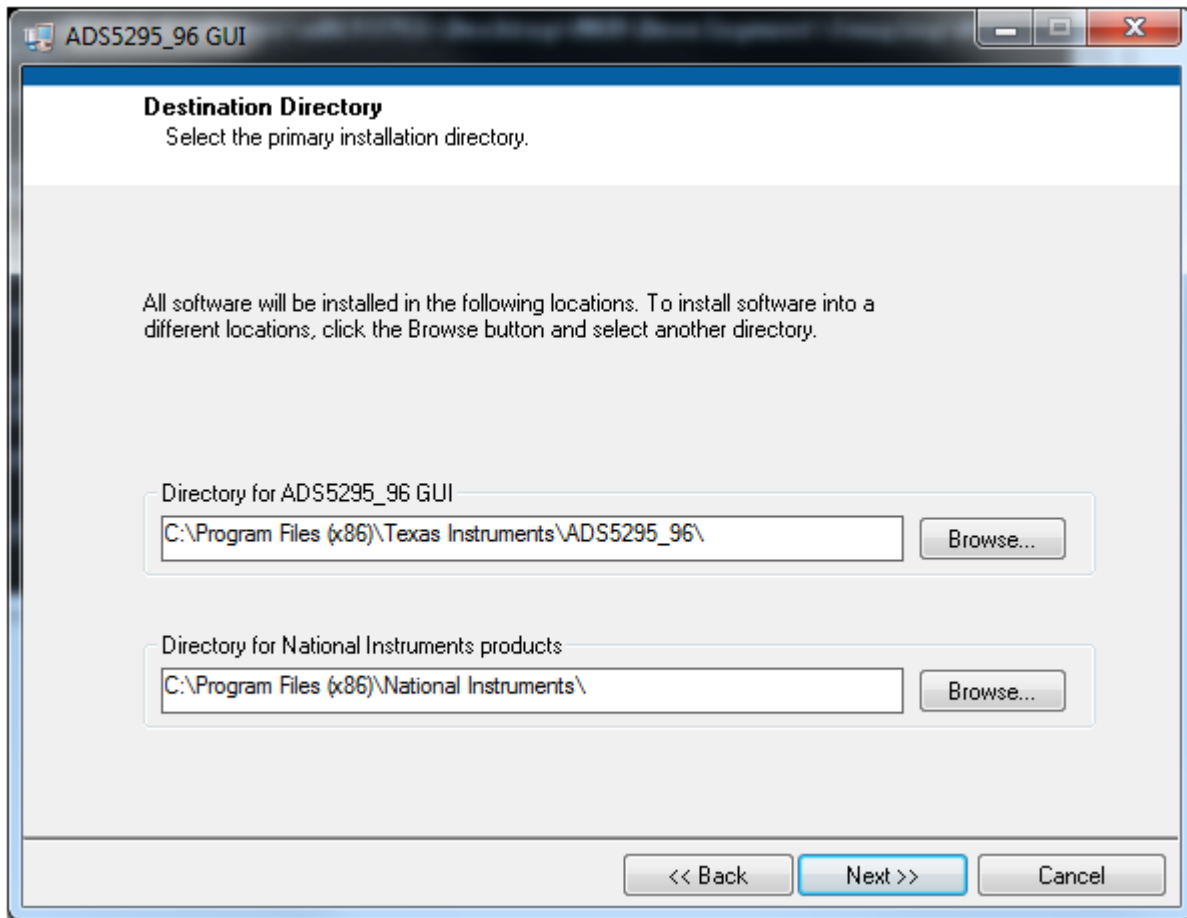 ADS5295_96 GUI
Destination Directory
Select the primary installation directory.
All software will be installed in the following locations. To install software into a
different locations, click the Browse button and select another directory.
Directory for ADS5295_96 GUI
C:\Program Files (x86)\Texas Instruments\ADS5295_96\
Browse...
Directory for National Instruments products
C:\Program Files (x86)\National Instruments\
Browse...
<< Back
Next >>
Cancel